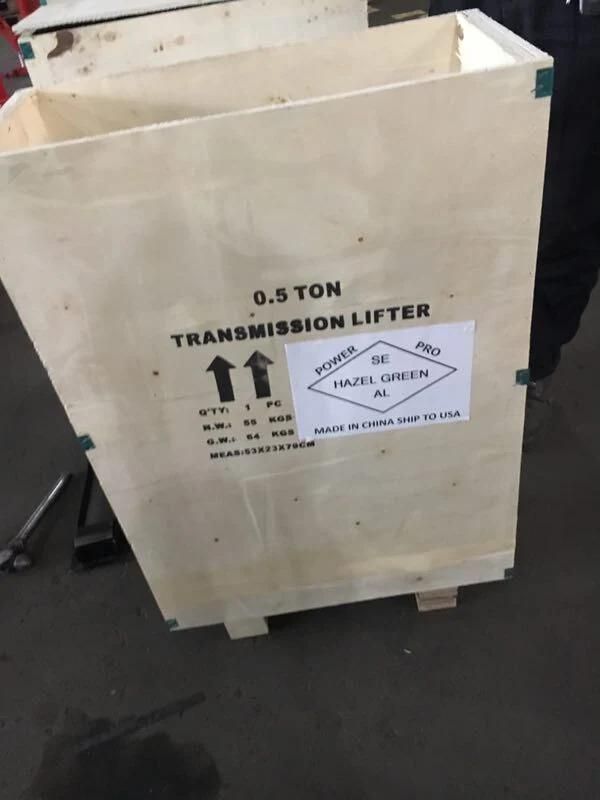 0.5 TON
TRANSMISSION LIFTER
Q'TY: 1 PC
N.W.: 55 KGS
G.W.: 64 KGS
MEAS:53X23X79CM
POWER PRO
SE
HAZEL GREEN
AL
MADE IN CHINA SHIP TO USA